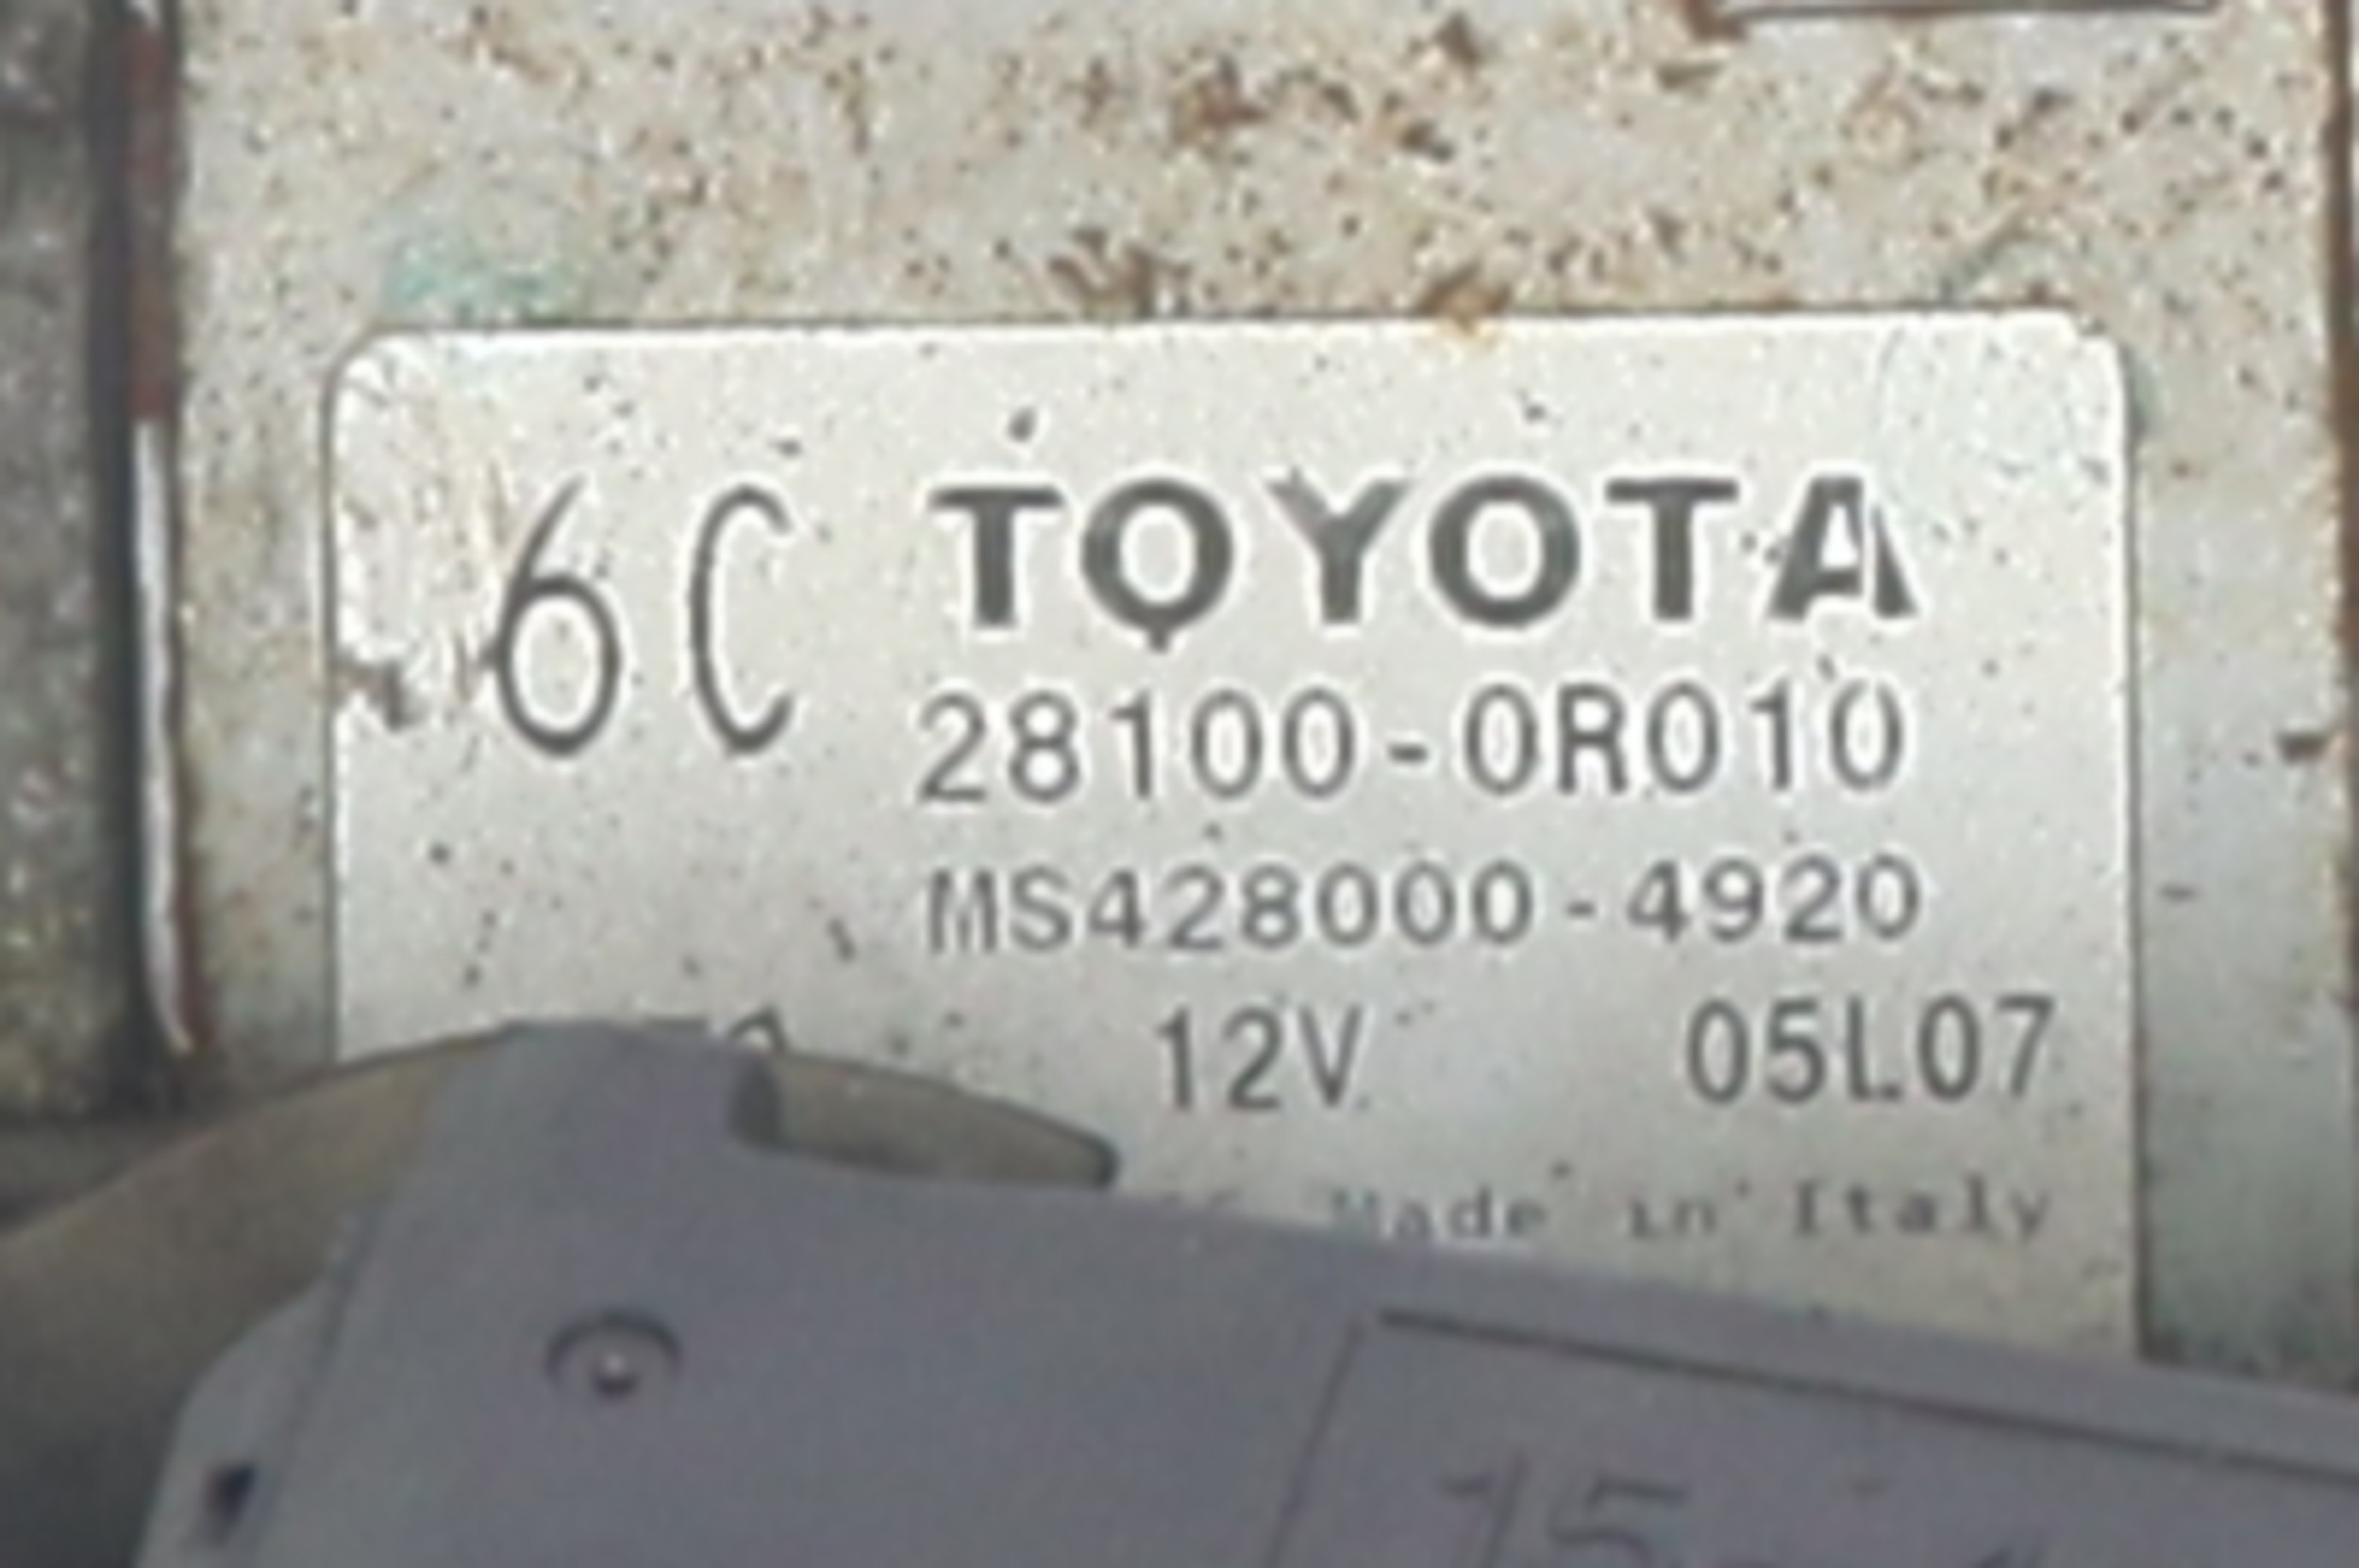 6C TOYOTA
28100-0R010
MS428000-4920
12V 05L07
Made in Italy